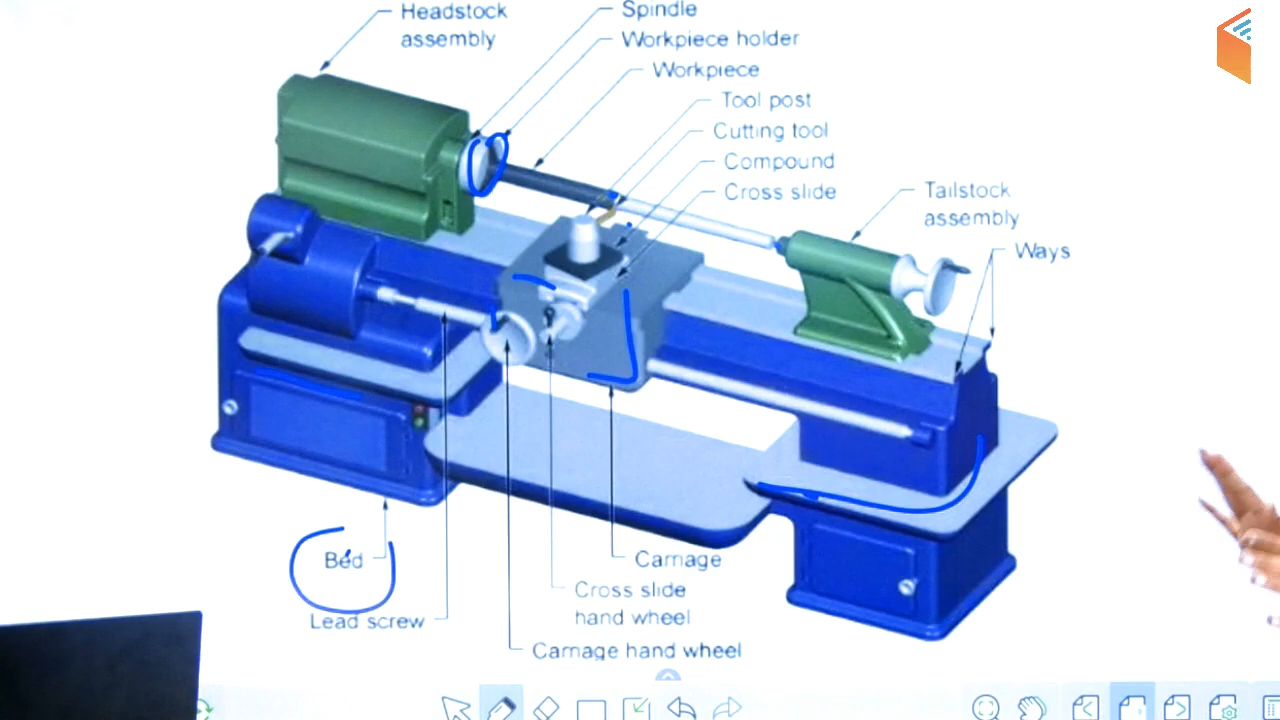 Headstock
assembly
Spindle
Workpiece holder
Workpiece
Tool post
Cutting tool
Compound
Cross slide
Tailstock
assembly
Ways
Bed
Lead screw
Carriage
Cross slide
hand wheel
Carriage hand wheel